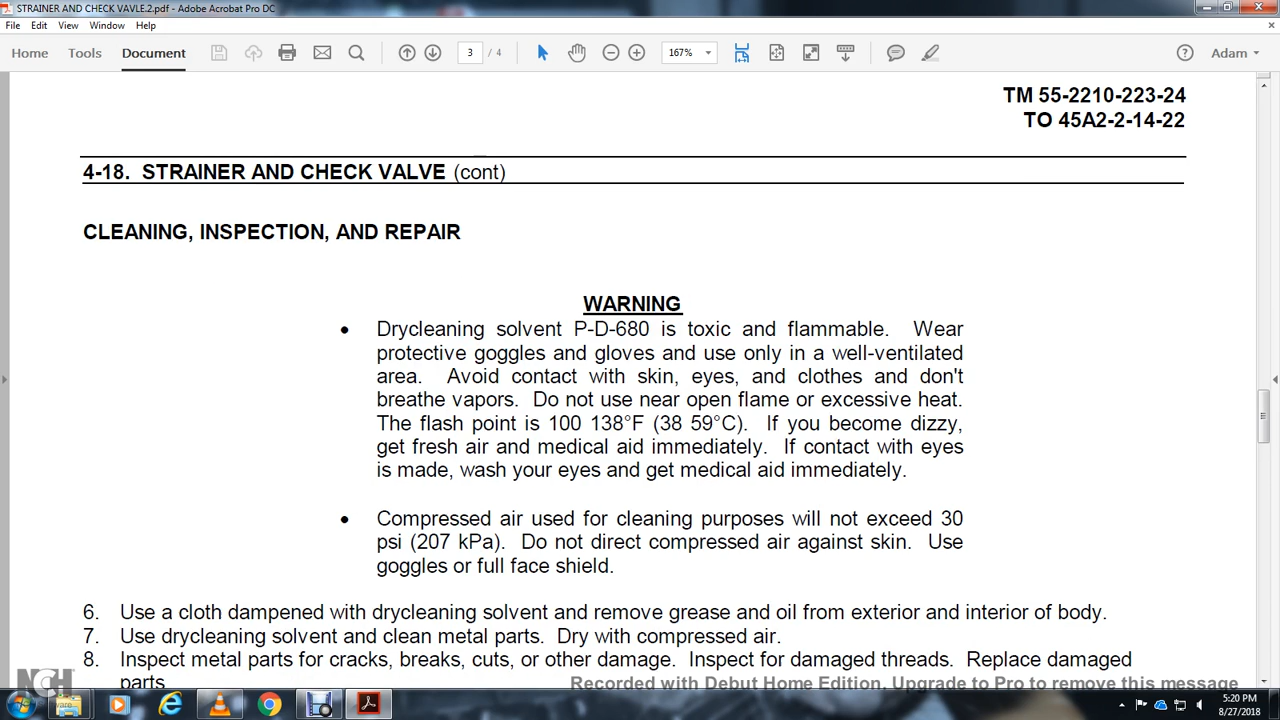 STRAINER AND CHECK VAVLE.2.pdf - Adobe Acrobat Pro DC
File Edit View Window Help
Home Tools Document 3 / 4 167% Adam
TM 55-2210-223-24
TO 45A2-2-14-22
4-18. STRAINER AND CHECK VALVE (cont)
CLEANING, INSPECTION, AND REPAIR
WARNING
• Drycleaning solvent P-D-680 is toxic and flammable. Wear
protective goggles and gloves and use only in a well-ventilated
area. Avoid contact with skin, eyes, and clothes and don't
breathe vapors. Do not use near open flame or excessive heat.
The flash point is 100 138°F (38 59°C). If you become dizzy,
get fresh air and medical aid immediately. If contact with eyes
is made, wash your eyes and get medical aid immediately.
• Compressed air used for cleaning purposes will not exceed 30
psi (207 kPa). Do not direct compressed air against skin. Use
goggles or full face shield.
6. Use a cloth dampened with drycleaning solvent and remove grease and oil from exterior and interior of body.
7. Use drycleaning solvent and clean metal parts. Dry with compressed air.
8. Inspect metal parts for cracks, breaks, cuts, or other damage. Inspect for damaged threads. Replace damaged
parts
Recorded with Debut Home Edition. Upgrade to Pro to remove this message
NCH
5:20 PM
8/27/2018